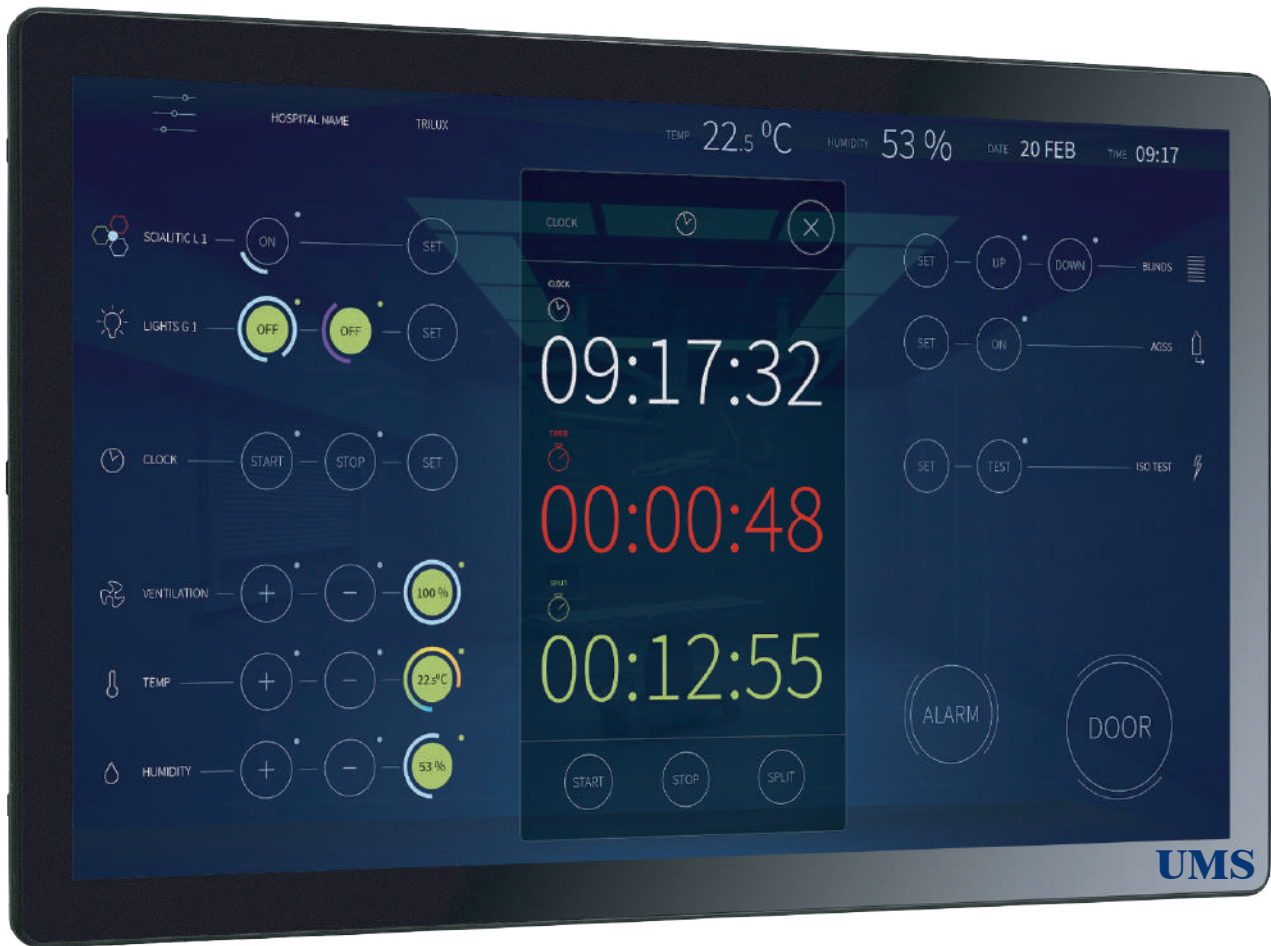 HOSPITAL NAME
TRILUX
TEMP 22.5 ⁰C
HUMIDITY 53 %
DATE 20 FEB
TIME 09:17
SCIALITIC L 1 ON SET
LIGHTS G 1 OFF OFF SET
CLOCK START STOP SET
VENTILATION + − 100 %
TEMP + − 22.5⁰C
HUMIDITY + − 53 %
CLOCK
CLOCK
09:17:32
TIMER
00:00:48
SPLIT
00:12:55
START STOP SPLIT
SET UP DOWN BLINDS
SET ON AGSS
SET TEST ISO TEST
ALARM DOOR
UMS